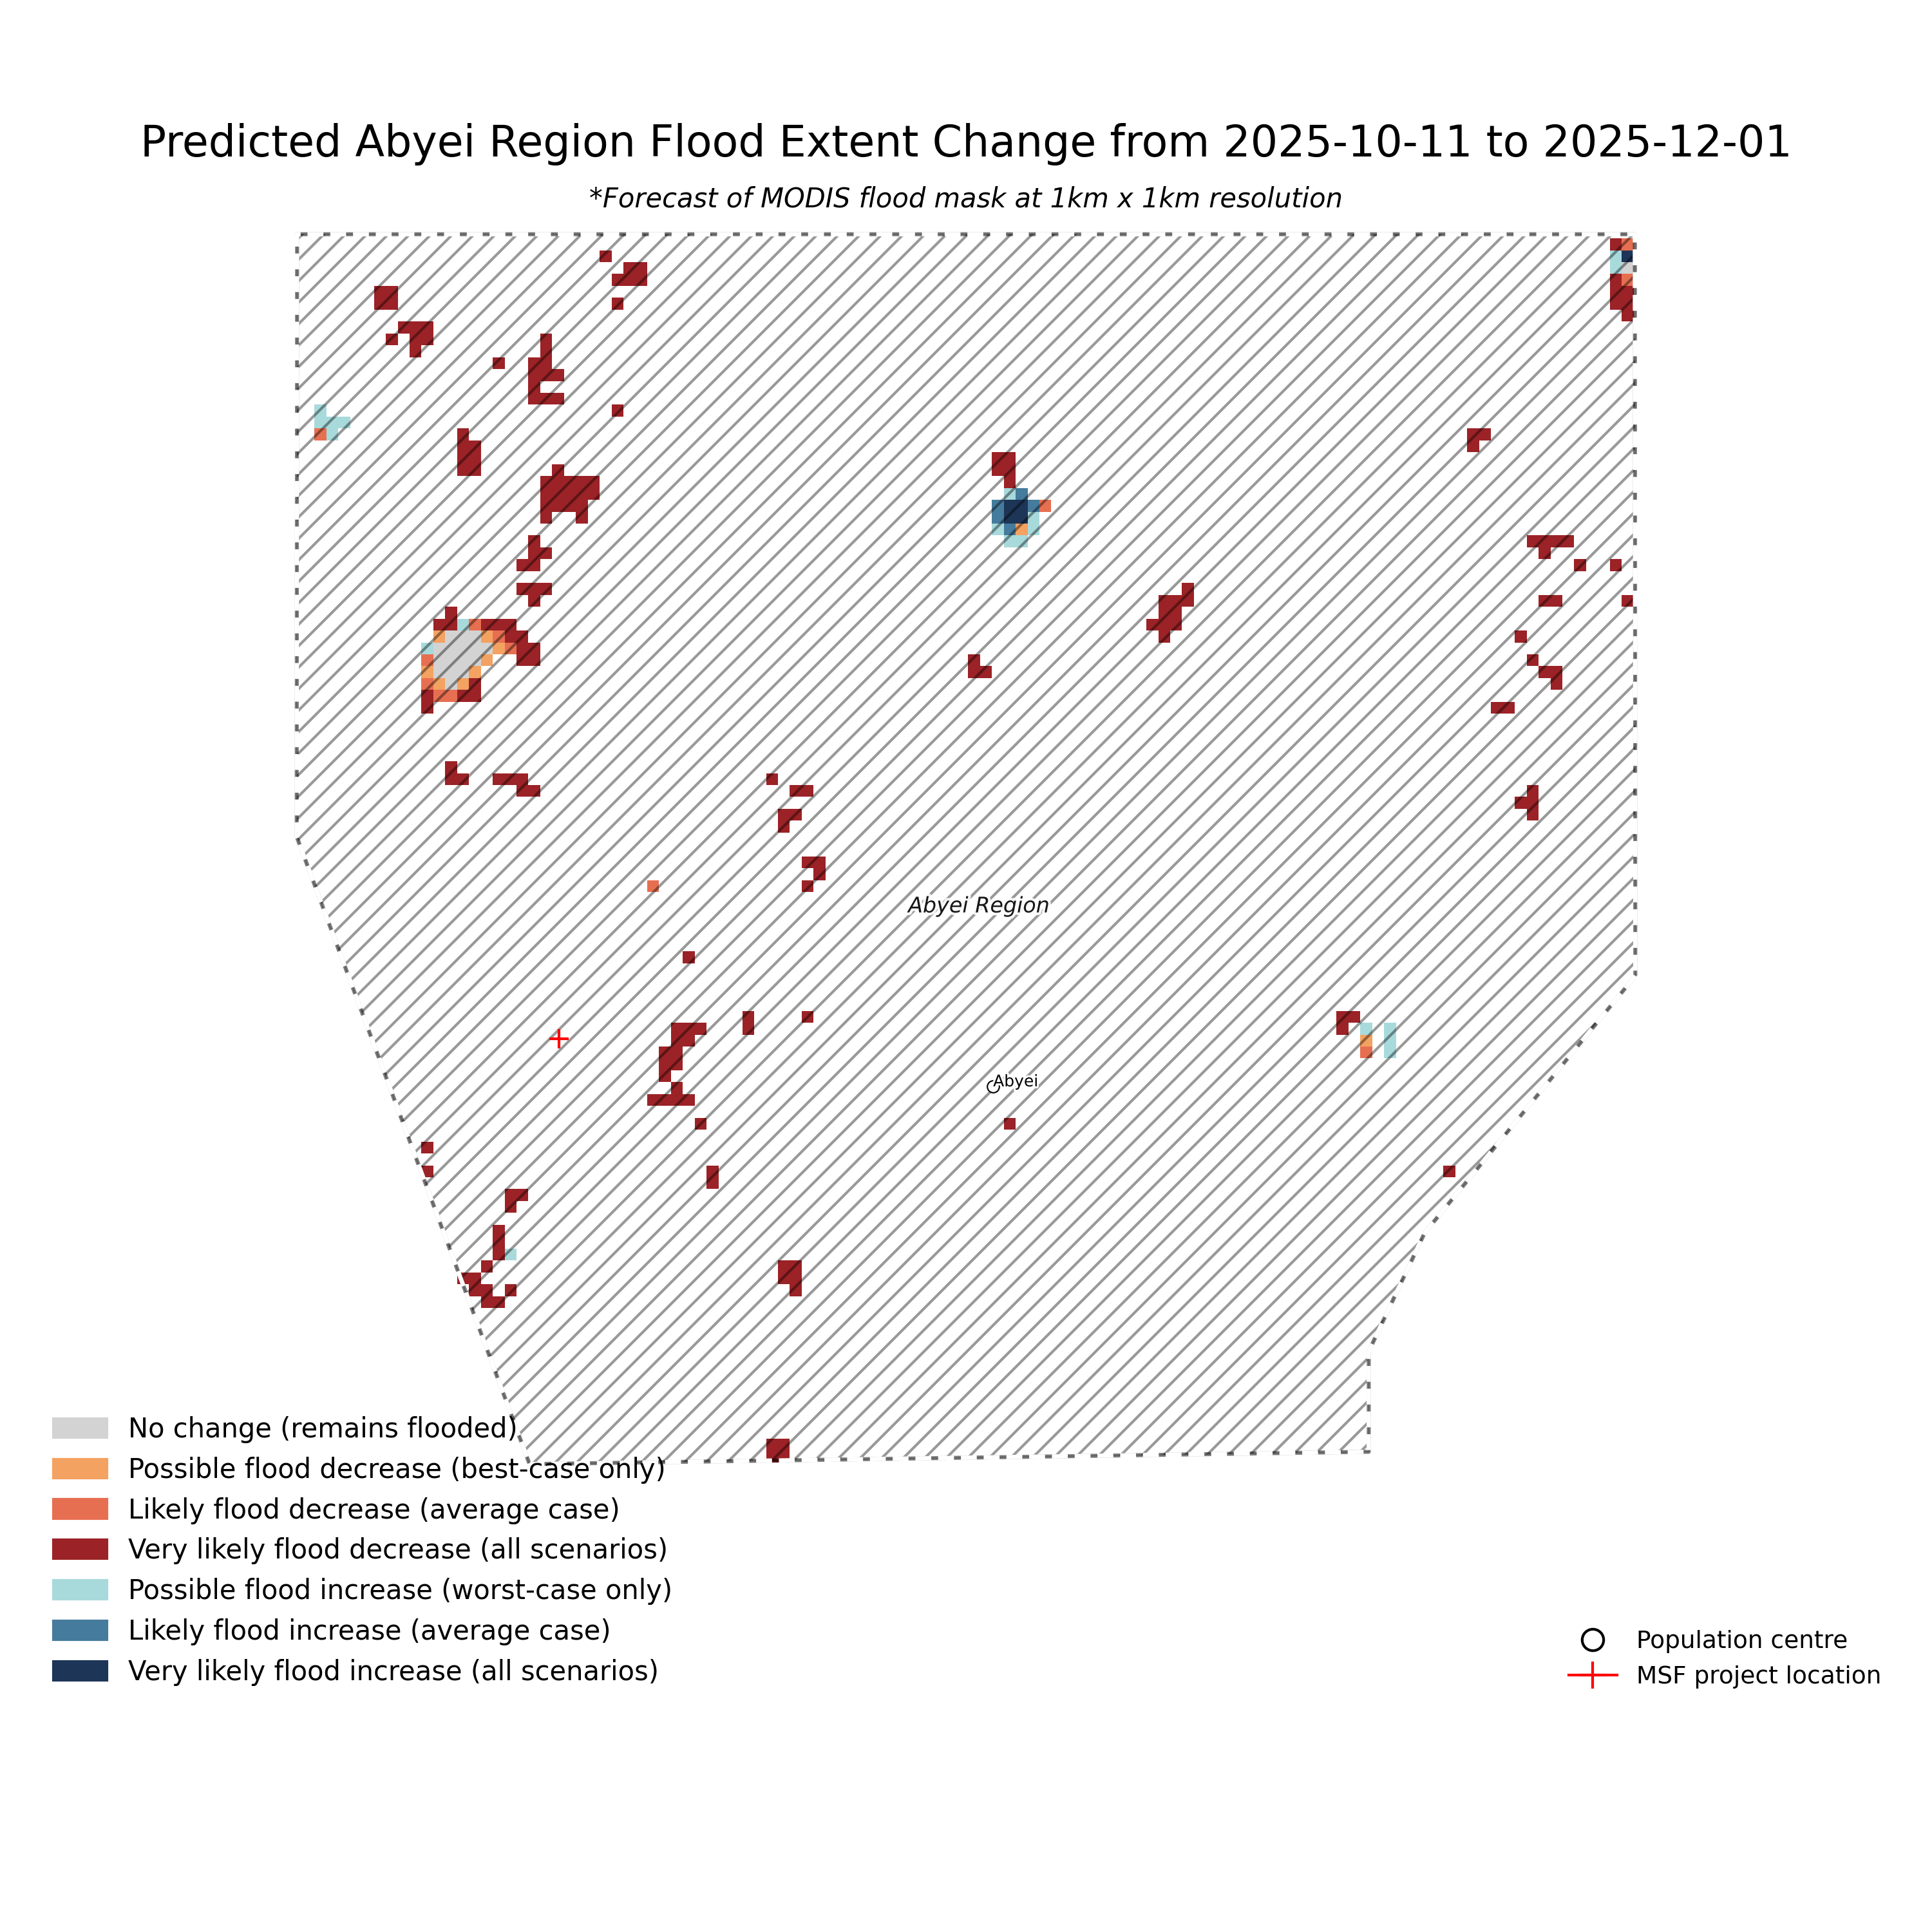 Predicted Abyei Region Flood Extent Change from 2025-10-11 to 2025-12-01
*Forecast of MODIS flood mask at 1km x 1km resolution
Abyei Region
Abyei
No change (remains flooded)
Possible flood decrease (best-case only)
Likely flood decrease (average case)
Very likely flood decrease (all scenarios)
Possible flood increase (worst-case only)
Likely flood increase (average case)
Very likely flood increase (all scenarios)
Population centre
MSF project location